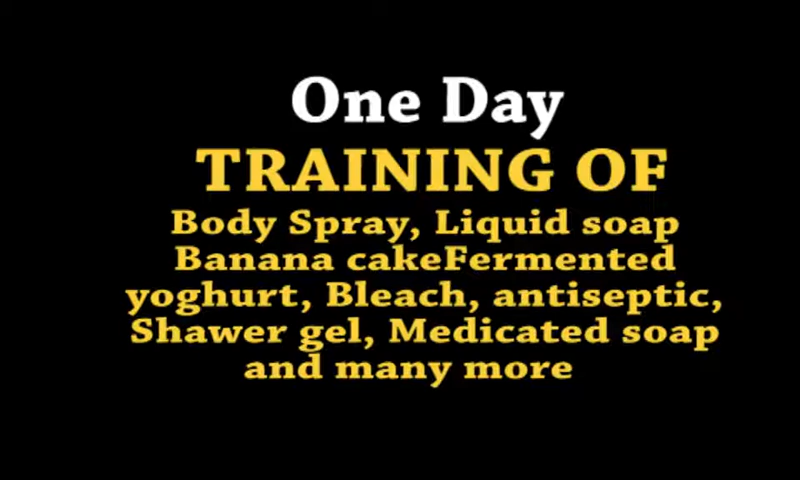 One Day
TRAINING OF
Body Spray, Liquid soap
Banana cakeFermented
yoghurt, Bleach, antiseptic,
Shawer gel, Medicated soap
and many more